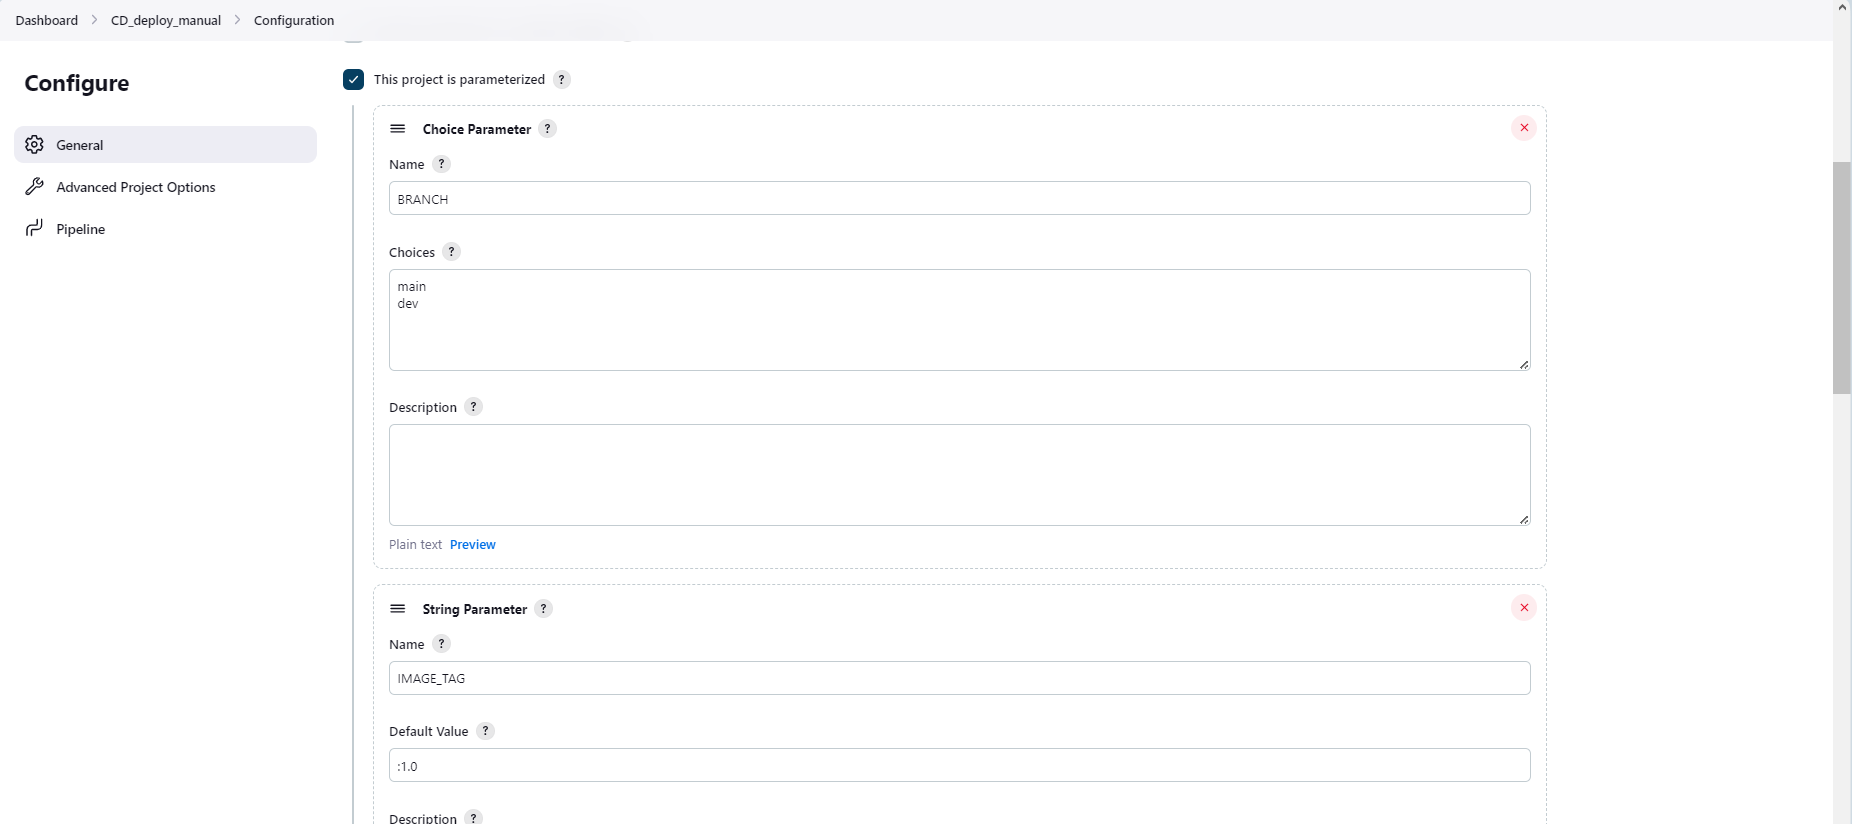 Dashboard > CD_deploy_manual > Configuration
Configure
General
Advanced Project Options
Pipeline
This project is parameterized ?
Choice Parameter ?
Name ?
BRANCH
Choices ?
main
dev
Description ?
Plain text Preview
String Parameter ?
Name ?
IMAGE_TAG
Default Value ?
:1.0
Description ?